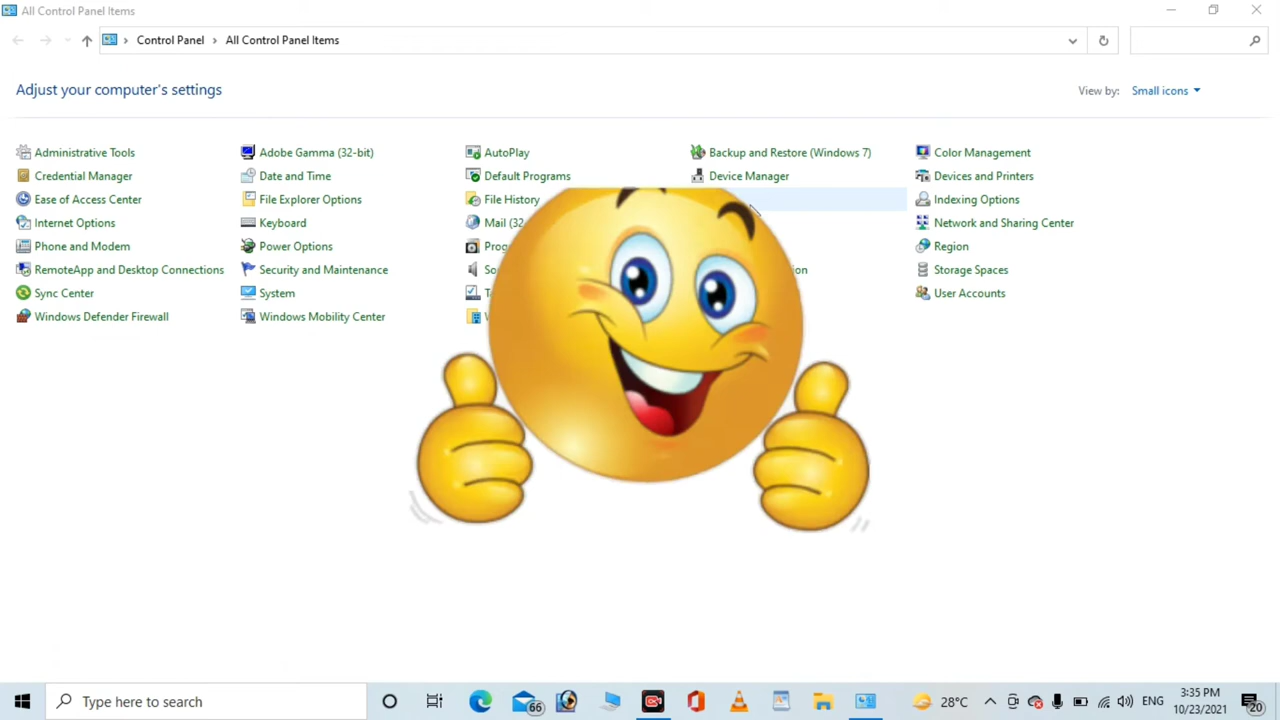 All Control Panel Items
Control Panel > All Control Panel Items
Adjust your computer's settings
View by: Small icons
Administrative Tools Adobe Gamma (32-bit) AutoPlay Backup and Restore (Windows 7) Color Management
Credential Manager Date and Time Default Programs Device Manager Devices and Printers
Ease of Access Center File Explorer Options File History Indexing Options
Internet Options Keyboard Mail (32- Network and Sharing Center
Phone and Modem Power Options Region
RemoteApp and Desktop Connections Security and Maintenance Storage Spaces
Sync Center System User Accounts
Windows Defender Firewall Windows Mobility Center
Type here to search
66
28°C
ENG
3:35 PM
10/23/2021
20